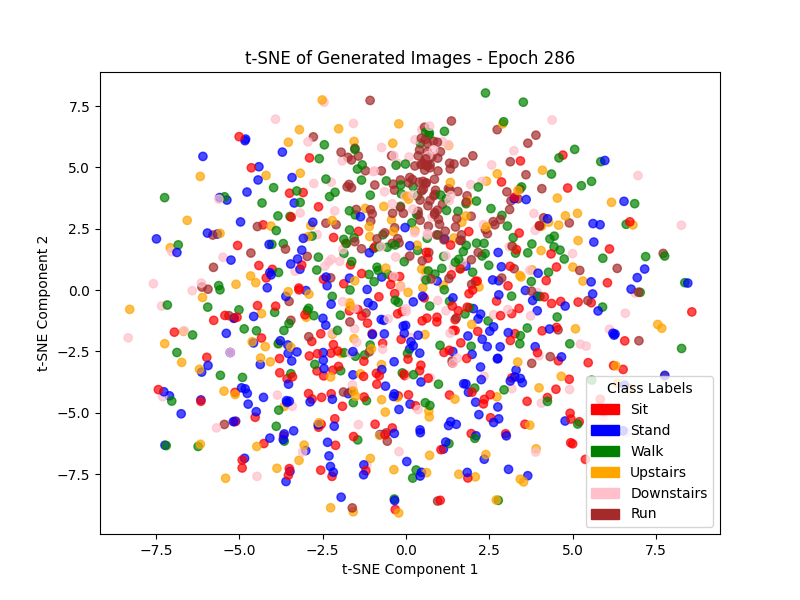 t-SNE of Generated Images - Epoch 286
t-SNE Component 2
7.5
5.0
2.5
0.0
−2.5
−5.0
−7.5
Class Labels
Sit
Stand
Walk
Upstairs
Downstairs
Run
−7.5 −5.0 −2.5 0.0 2.5 5.0 7.5
t-SNE Component 1